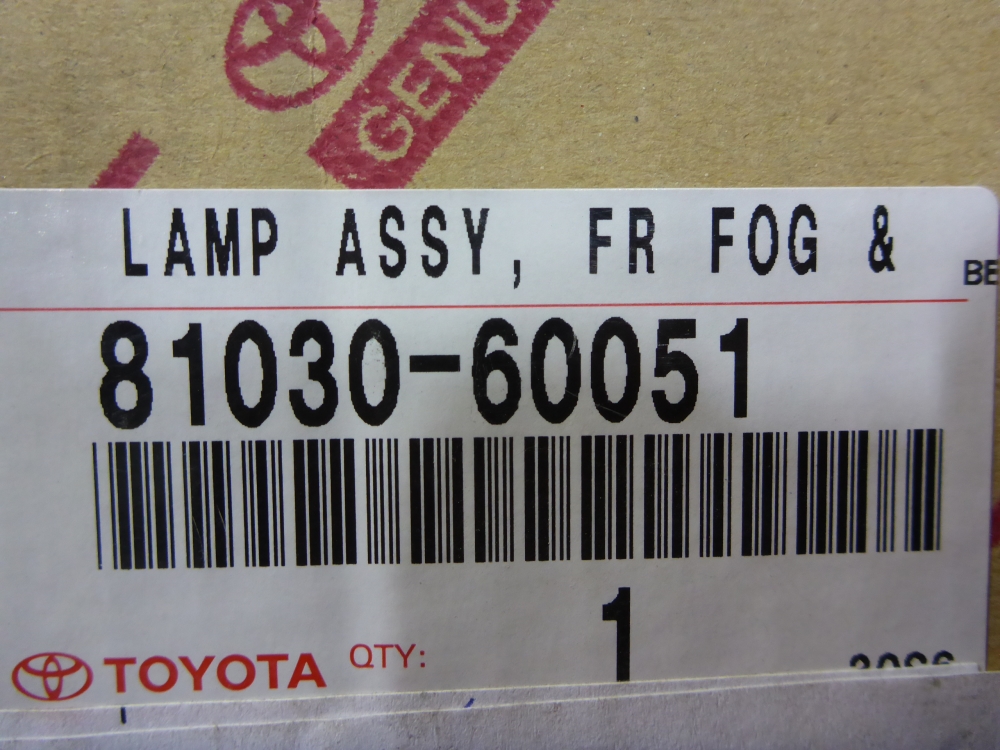 GENU
LAMP ASSY, FR FOG &
BE
81030-60051
1
TOYOTA QTY: